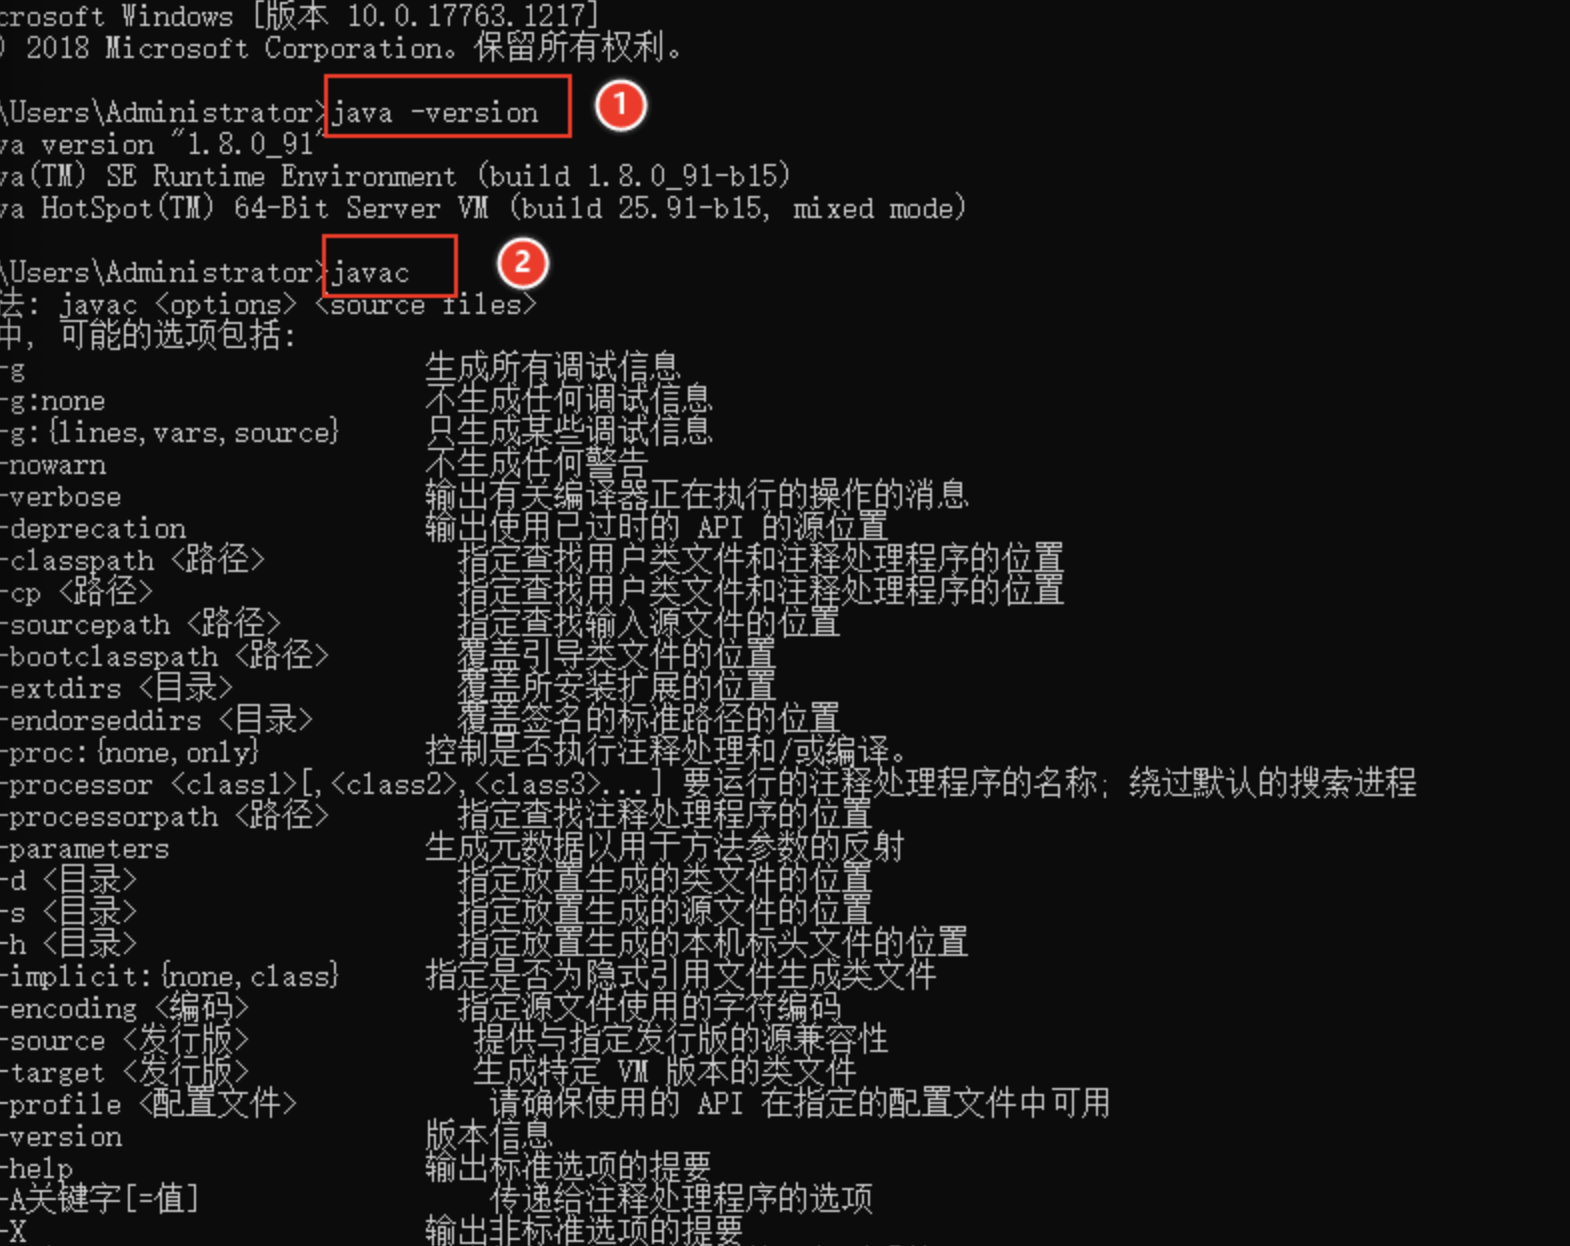 crosoft Windows [版本 10.0.17763.1217]
) 2018 Microsoft Corporation。保留所有权利。
\Users\Administrator>java -version
1
va version "1.8.0_91"
va(TM) SE Runtime Environment (build 1.8.0_91-b15)
va HotSpot(TM) 64-Bit Server VM (build 25.91-b15, mixed mode)
\Users\Administrator>javac
2
法: javac <options> <source files>
中, 可能的选项包括:
-g 生成所有调试信息
-g:none 不生成任何调试信息
-g:{lines,vars,source} 只生成某些调试信息
-nowarn 不生成任何警告
-verbose 输出有关编译器正在执行的操作的消息
-deprecation 输出使用已过时的 API 的源位置
-classpath <路径> 指定查找用户类文件和注释处理程序的位置
-cp <路径> 指定查找用户类文件和注释处理程序的位置
-sourcepath <路径> 指定查找输入源文件的位置
-bootclasspath <路径> 覆盖引导类文件的位置
-extdirs <目录> 覆盖所安装扩展的位置
-endorseddirs <目录> 覆盖签名的标准路径的位置
-proc:{none,only} 控制是否执行注释处理和/或编译。
-processor <class1>[,<class2>,<class3>...] 要运行的注释处理程序的名称; 绕过默认的搜索进程
-processorpath <路径> 指定查找注释处理程序的位置
-parameters 生成元数据以用于方法参数的反射
-d <目录> 指定放置生成的类文件的位置
-s <目录> 指定放置生成的源文件的位置
-h <目录> 指定放置生成的本机标头文件的位置
-implicit:{none,class} 指定是否为隐式引用文件生成类文件
-encoding <编码> 指定源文件使用的字符编码
-source <发行版> 提供与指定发行版的源兼容性
-target <发行版> 生成特定 VM 版本的类文件
-profile <配置文件> 请确保使用的 API 在指定的配置文件中可用
-version 版本信息
-help 输出标准选项的提要
-A关键字[=值] 传递给注释处理程序的选项
-X 输出非标准选项的提要